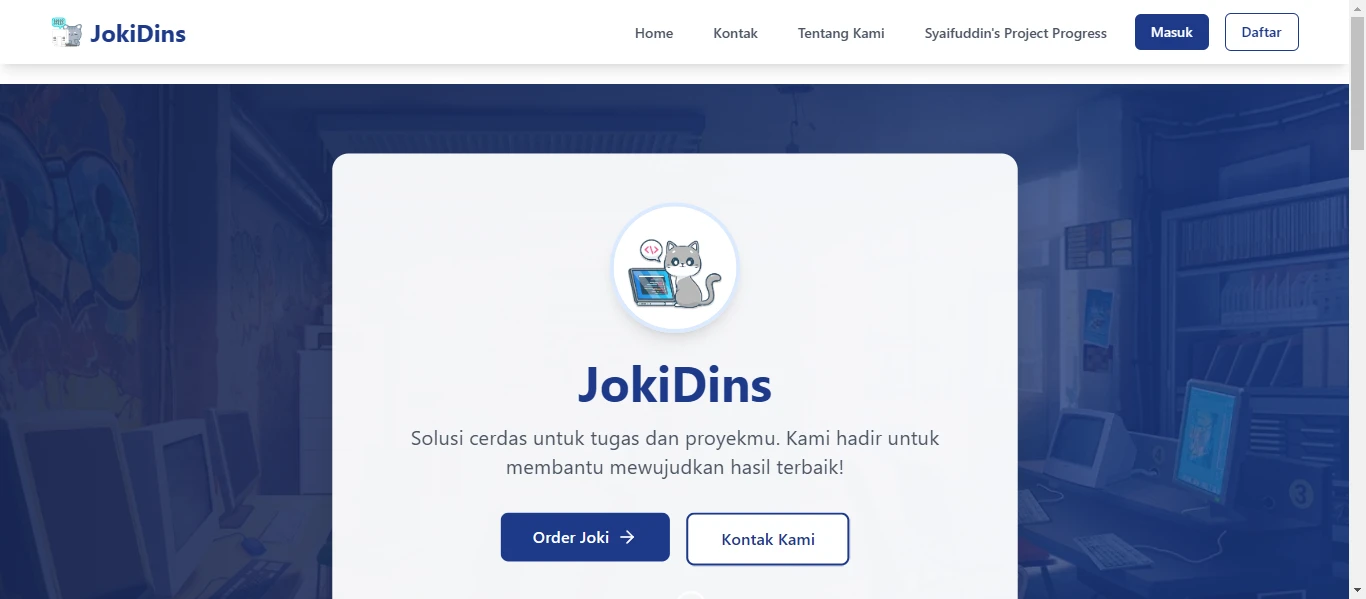 JokiDins
Home
Kontak
Tentang Kami
Syaifuddin's Project Progress
Masuk
Daftar
JokiDins
Solusi cerdas untuk tugas dan proyekmu. Kami hadir untuk
membantu mewujudkan hasil terbaik!
Order Joki →
Kontak Kami
3